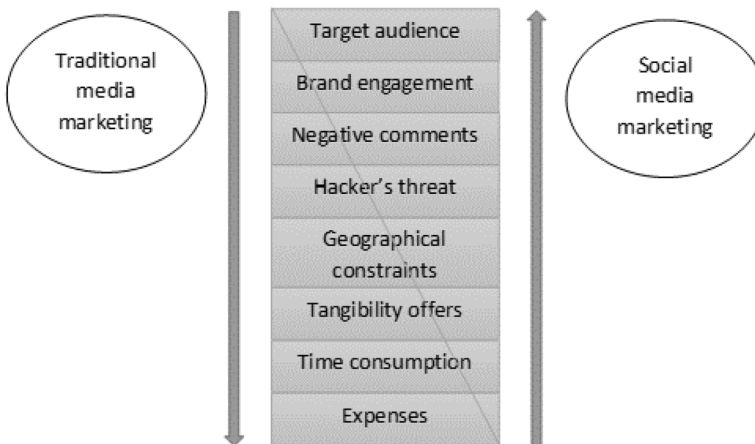 Traditional
media
marketing
Target audience
Brand engagement
Negative comments
Hacker's threat
Geographical
constraints
Tangibility offers
Time consumption
Expenses
Social
media
marketing